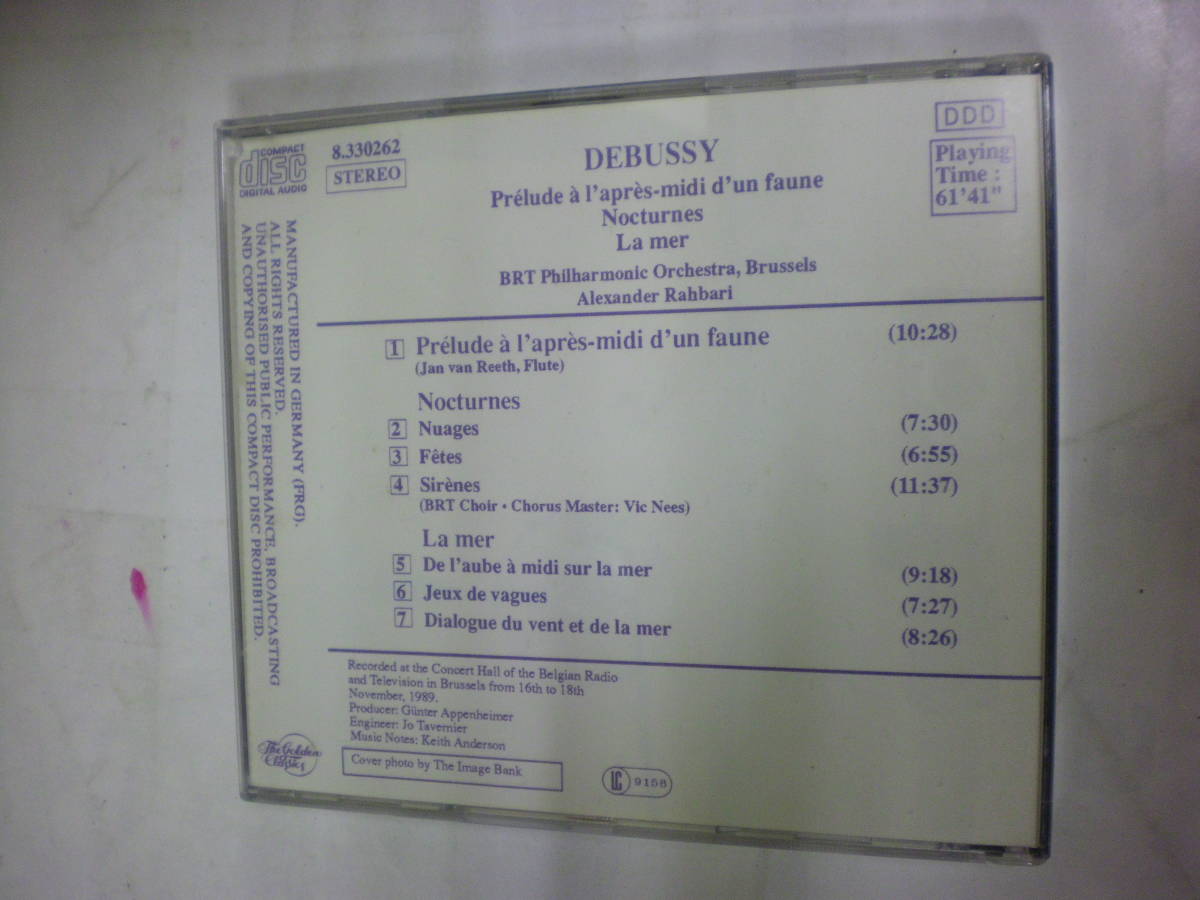 COMPACT
disc
DIGITAL AUDIO
8.330262
STEREO
DEBUSSY
Prélude à l'après-midi d'un faune
Nocturnes
La mer
BRT Philharmonic Orchestra, Brussels
Alexander Rahbari
DDD
Playing
Time :
61'41"
1 Prélude à l'après-midi d'un faune (10:28)
(Jan van Reeth, Flute)
Nocturnes
2 Nuages (7:30)
3 Fêtes (6:55)
4 Sirènes (11:37)
(BRT Choir · Chorus Master: Vic Nees)
La mer
5 De l'aube à midi sur la mer (9:18)
6 Jeux de vagues (7:27)
7 Dialogue du vent et de la mer (8:26)
Recorded at the Concert Hall of the Belgian Radio
and Television in Brussels from 16th to 18th
November, 1989.
Producer: Günter Appenheimer
Engineer: Jo Tavernier
Music Notes: Keith Anderson
Cover photo by The Image Bank
LC 9158
MANUFACTURED IN GERMANY (FRG).
ALL RIGHTS RESERVED.
UNAUTHORISED PUBLIC PERFORMANCE, BROADCASTING
AND COPYING OF THIS COMPACT DISC PROHIBITED.
The Golden
Classics